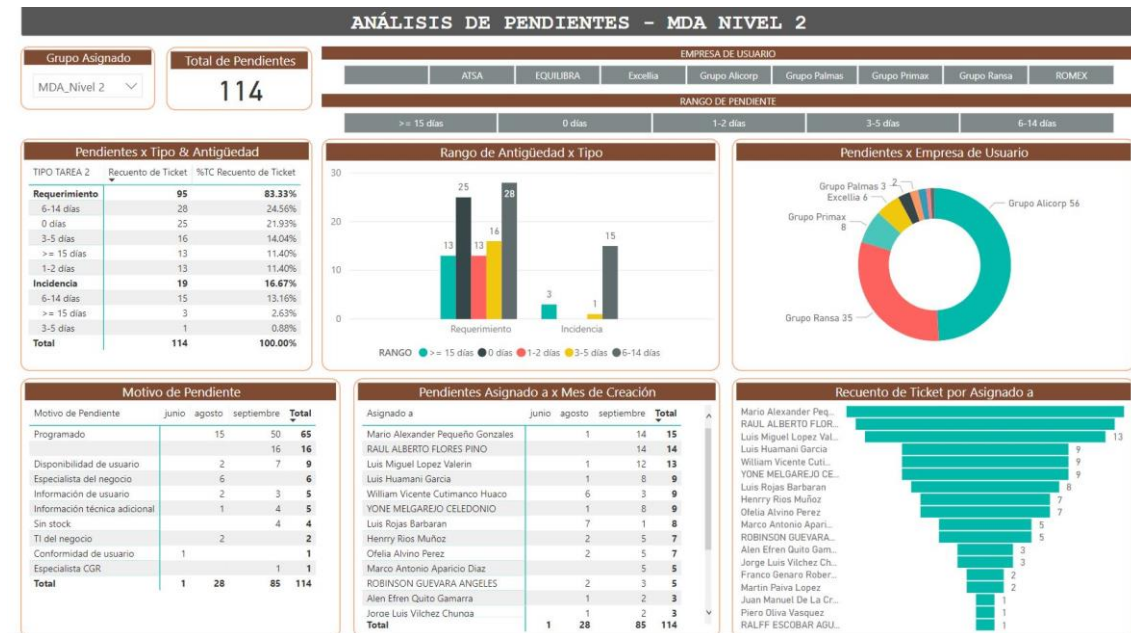 ANÁLISIS DE PENDIENTES - MDA NIVEL 2
Grupo Asignado
MDA_Nivel 2
Total de Pendientes
114
EMPRESA DE USUARIO
ATSA EQUILIBRA Excellia Grupo Alicorp Grupo Palmas Grupo Primax Grupo Ransa ROMEX
RANGO DE PENDIENTE
>= 15 días 0 días 1-2 días 3-5 días 6-14 días
Pendientes x Tipo & Antigüedad
TIPO TAREA 2 Recuento de Ticket %TC Recuento de Ticket
Requerimiento 95 83.33%
6-14 días 28 24.56%
0 días 25 21.93%
3-5 días 16 14.04%
>= 15 días 13 11.40%
1-2 días 13 11.40%
Incidencia 19 16.67%
6-14 días 15 13.16%
>= 15 días 3 2.63%
3-5 días 1 0.88%
Total 114 100.00%
Rango de Antigüedad x Tipo
30
20
10
0
13 25 13 16 28
3 1 15
Requerimiento Incidencia
RANGO >= 15 días 0 días 1-2 días 3-5 días 6-14 días
Pendientes x Empresa de Usuario
2
Grupo Palmas 3
Excellia 6
Grupo Primax
8
Grupo Ransa 35
Grupo Alicorp 56
Motivo de Pendiente
Motivo de Pendiente junio agosto septiembre Total
Programado 15 50 65
16 16
Disponibilidad de usuario 2 7 9
Especialista del negocio 6 6
Información de usuario 2 3 5
Información técnica adicional 1 4 5
Sin stock 4 4
TI del negocio 2 2
Conformidad de usuario 1 1
Especialista CGR 1 1
Total 1 28 85 114
Pendientes Asignado a x Mes de Creación
Asignado a junio agosto septiembre Total
Mario Alexander Pequeño Gonzales 1 14 15
RAUL ALBERTO FLORES PINO 14 14
Luis Miguel Lopez Valerin 1 12 13
Luis Huamani Garcia 1 8 9
William Vicente Cutimanco Huaco 6 3 9
YONE MELGAREJO CELEDONIO 1 8 9
Luis Rojas Barbaran 7 1 8
Henrry Rios Muñoz 2 5 7
Ofelia Alvino Perez 2 5 7
Marco Antonio Aparicio Diaz 5 5
ROBINSON GUEVARA ANGELES 2 3 5
Alen Efren Quito Gamarra 1 2 3
Jorge Luis Vilchez Chunga 1 2 3
Total 1 28 85 114
Recuento de Ticket por Asignado a
Mario Alexander Peq...
RAUL ALBERTO FLOR...
Luis Miguel Lopez Val... 13
Luis Huamani Garcia 9
William Vicente Cuti... 9
YONE MELGAREJO CE... 9
Luis Rojas Barbaran 8
Henrry Rios Muñoz 7
Ofelia Alvino Perez 7
Marco Antonio Apari... 5
ROBINSON GUEVARA... 5
Alen Efren Quito Gam... 3
Jorge Luis Vilchez Ch... 3
Franco Genaro Rober... 2
Martin Paiva Lopez 2
Juan Manuel De La Cr... 1
Piero Oliva Vasquez 1
RALFF ESCOBAR AGU... 1